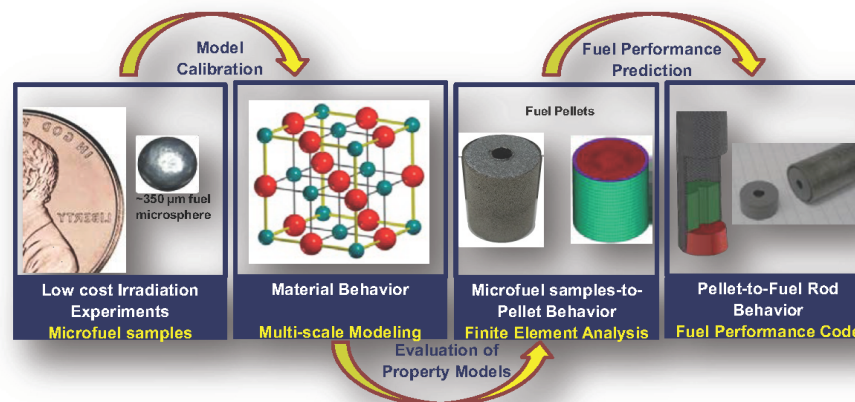 Model
Calibration
Fuel Performance
Prediction
IN GOD WE
LIBERTY
~350 µm fuel
microsphere
Fuel Pellets
Low cost Irradiation
Experiments
Microfuel samples
Material Behavior
Multi-scale Modeling
Microfuel samples-to-
Pellet Behavior
Finite Element Analysis
Pellet-to-Fuel Rod
Behavior
Fuel Performance Code
Evaluation of
Property Models